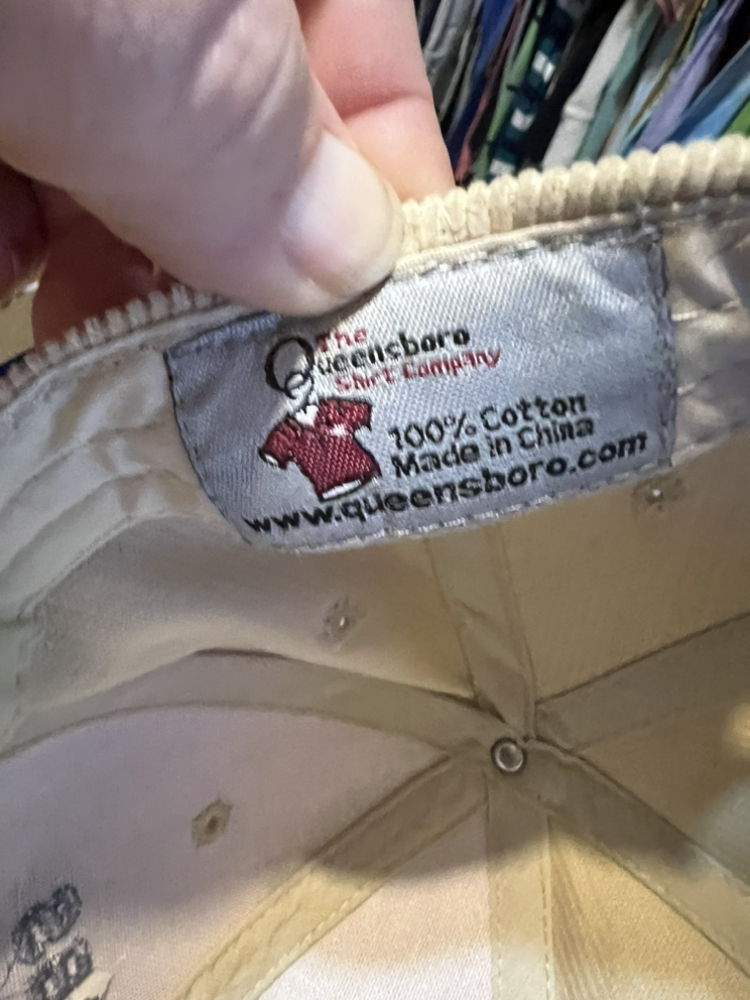 The
Queensboro
Shirt Company
100% Cotton
Made in China
www.queensboro.com